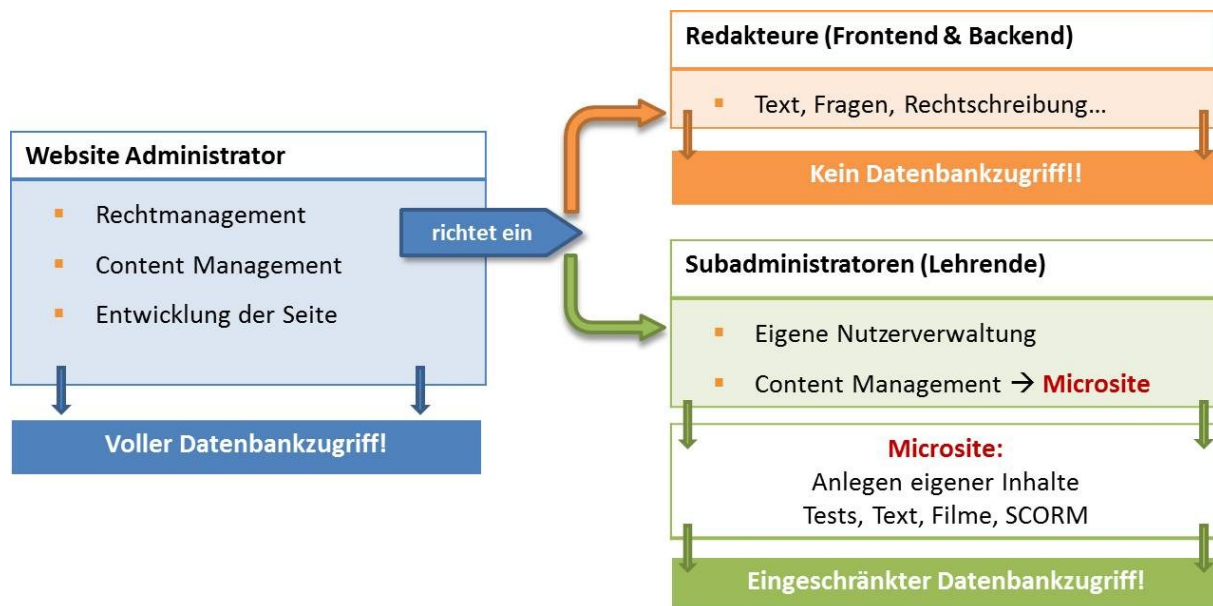 Website Administrator
Rechtmanagement
Content Management
Entwicklung der Seite
Voller Datenbankzugriff!
richtet ein
Redakteure (Frontend & Backend)
Text, Fragen, Rechtschreibung...
Kein Datenbankzugriff!!
Subadministratoren (Lehrende)
Eigene Nutzerverwaltung
Content Management → Microsite
Microsite:
Anlegen eigener Inhalte
Tests, Text, Filme, SCORM
Eingeschränkter Datenbankzugriff!